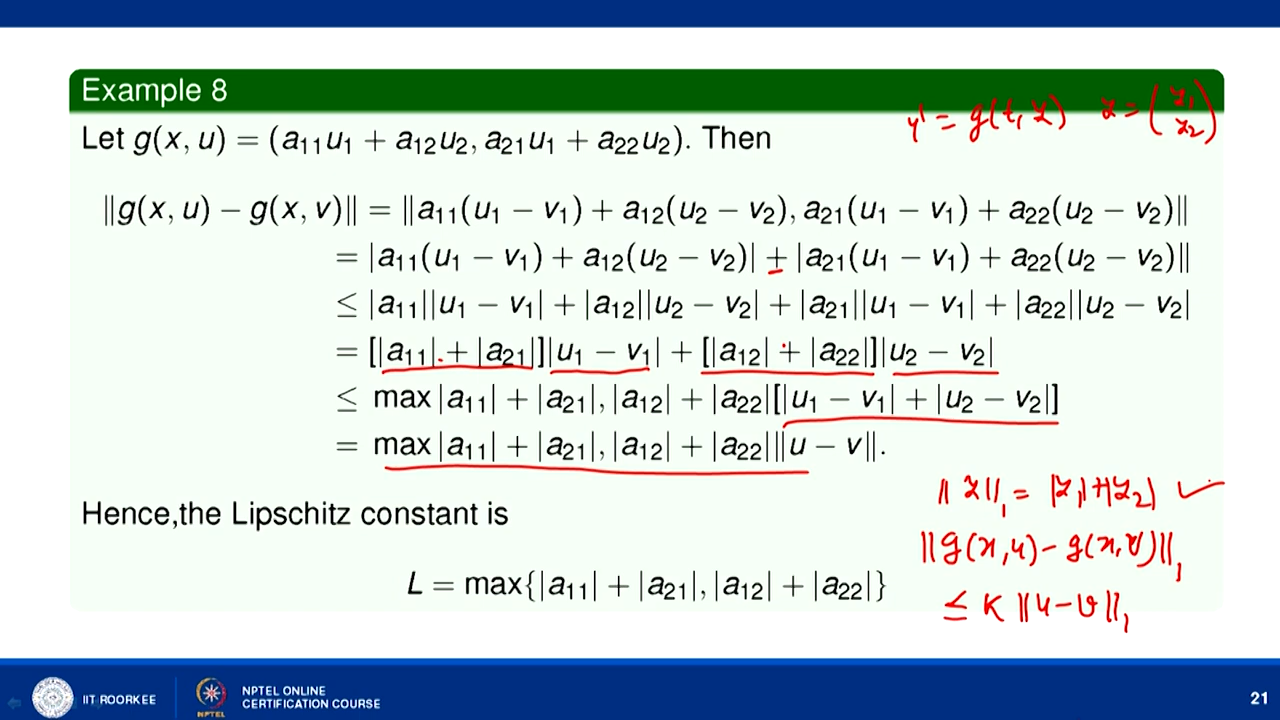 Example 8
y' = g(t, x) x = (x₁ x₂)
Let g(x, u) = (a₁₁u₁ + a₁₂u₂, a₂₁u₁ + a₂₂u₂). Then
‖g(x, u) − g(x, v)‖ = ‖a₁₁(u₁ − v₁) + a₁₂(u₂ − v₂), a₂₁(u₁ − v₁) + a₂₂(u₂ − v₂)‖
= |a₁₁(u₁ − v₁) + a₁₂(u₂ − v₂)| + |a₂₁(u₁ − v₁) + a₂₂(u₂ − v₂)‖
≤ |a₁₁||u₁ − v₁| + |a₁₂||u₂ − v₂| + |a₂₁||u₁ − v₁| + |a₂₂||u₂ − v₂|
= [|a₁₁| + |a₂₁|]|u₁ − v₁| + [|a₁₂| + |a₂₂|]|u₂ − v₂|
≤ max |a₁₁| + |a₂₁|, |a₁₂| + |a₂₂|[|u₁ − v₁| + |u₂ − v₂|]
= max |a₁₁| + |a₂₁|, |a₁₂| + |a₂₂|‖u − v‖.
‖x‖₁ = |x₁|+|x₂| ✓
Hence,the Lipschitz constant is
‖g(x,u) − g(x,v)‖₁
L = max{|a₁₁| + |a₂₁|, |a₁₂| + |a₂₂|}
≤ K ‖u−v‖₁
IIT ROORKEE
NPTEL
NPTEL ONLINE
CERTIFICATION COURSE
21